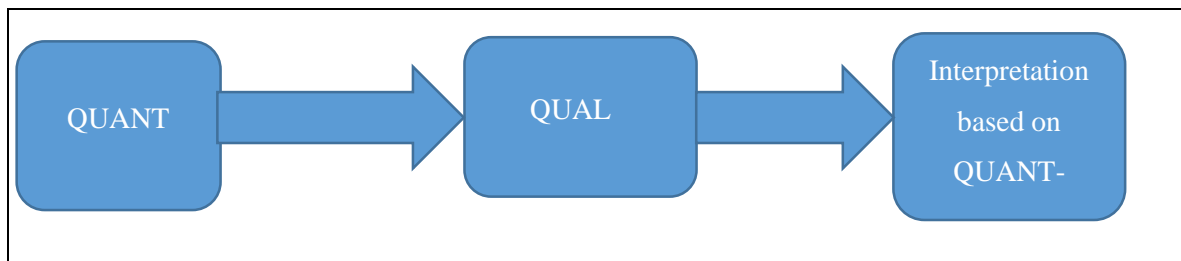 QUANT
QUAL
Interpretation
based on
QUANT-